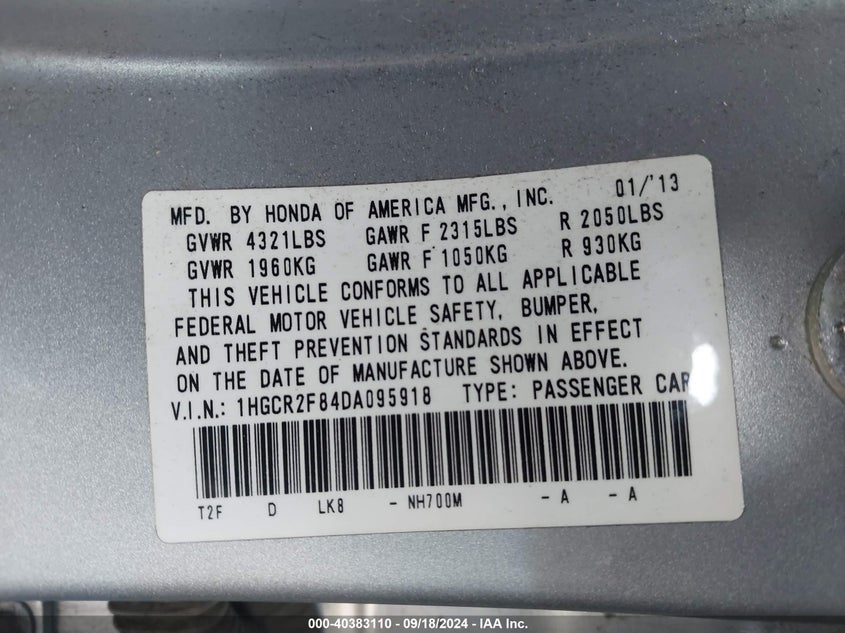 MFD. BY HONDA OF AMERICA MFG., INC. 01/'13
GVWR 4321LBS GAWR F 2315LBS R 2050LBS
GVWR 1960KG GAWR F 1050KG R 930KG
THIS VEHICLE CONFORMS TO ALL APPLICABLE
FEDERAL MOTOR VEHICLE SAFETY, BUMPER,
AND THEFT PREVENTION STANDARDS IN EFFECT
ON THE DATE OF MANUFACTURE SHOWN ABOVE.
V.I.N.: 1HGCR2F84DA095918 TYPE: PASSENGER CAR
T2F D LK8 - NH700M - A - A
000-40383110 - 09/18/2024 - IAA Inc.